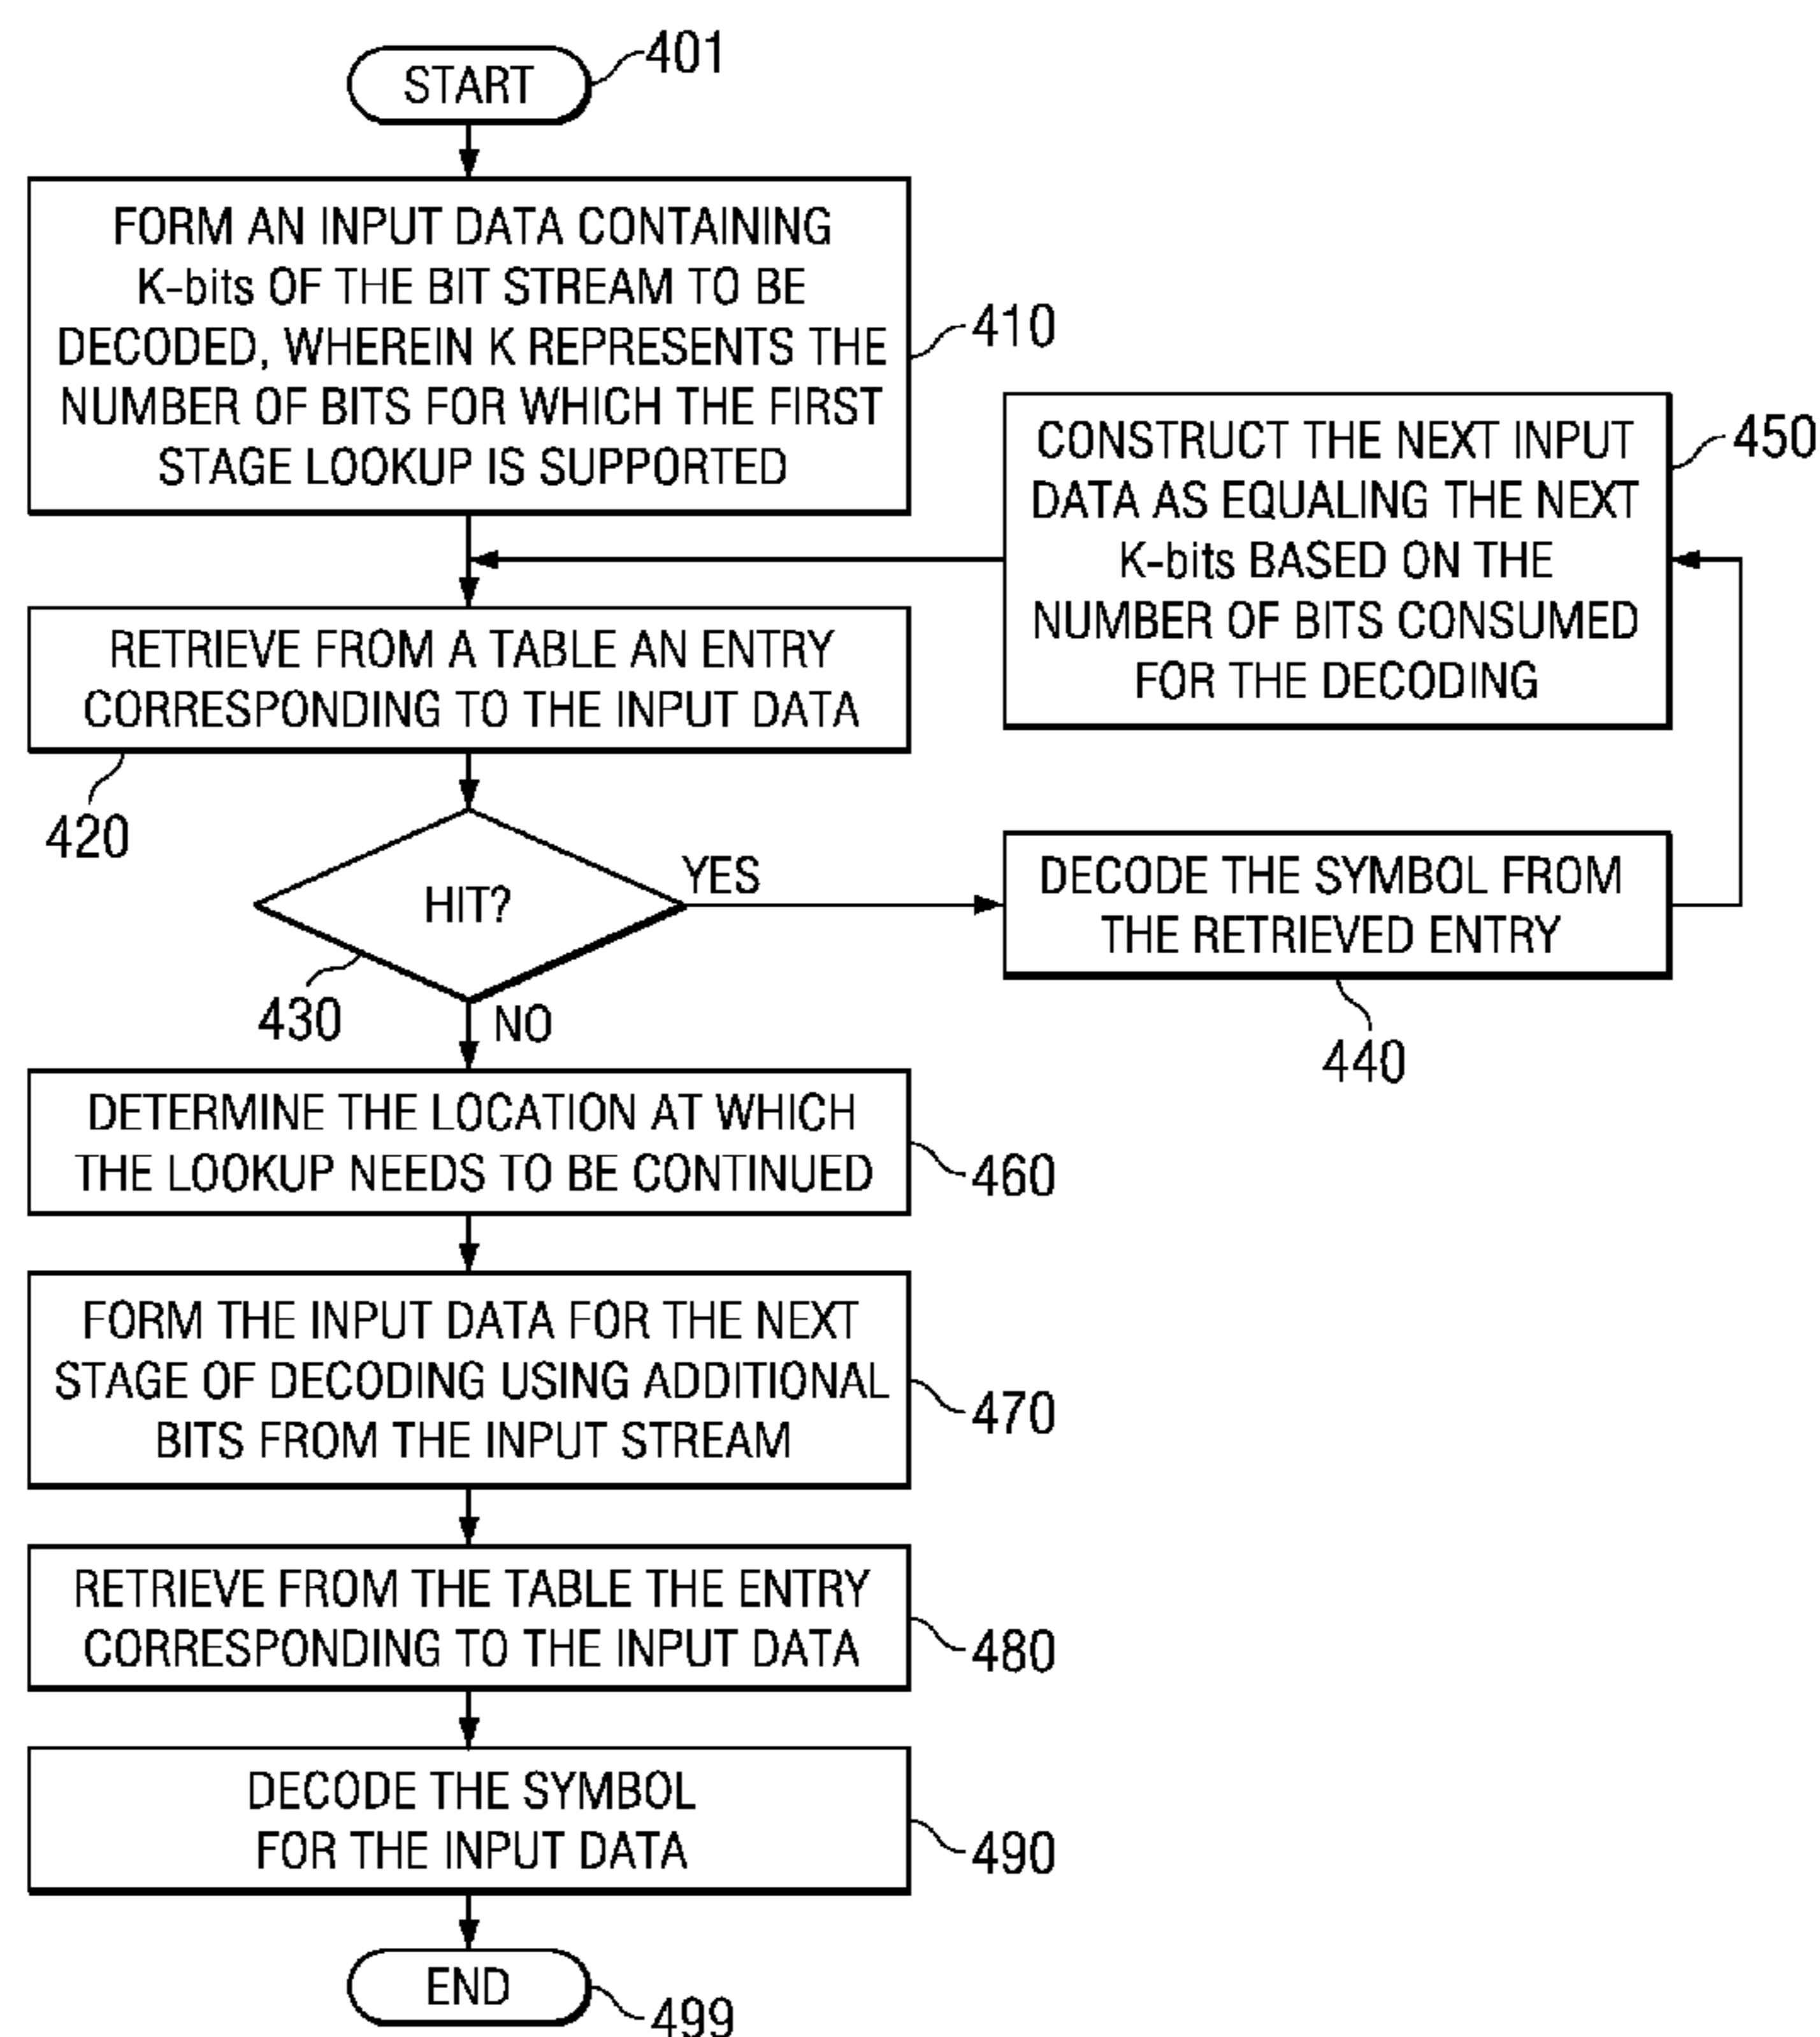 START
401
FORM AN INPUT DATA CONTAINING
K-bits OF THE BIT STREAM TO BE
DECODED, WHEREIN K REPRESENTS THE
NUMBER OF BITS FOR WHICH THE FIRST
STAGE LOOKUP IS SUPPORTED
410
CONSTRUCT THE NEXT INPUT
DATA AS EQUALING THE NEXT
K-bits BASED ON THE
NUMBER OF BITS CONSUMED
FOR THE DECODING
450
RETRIEVE FROM A TABLE AN ENTRY
CORRESPONDING TO THE INPUT DATA
420
HIT?
YES
430
NO
DECODE THE SYMBOL FROM
THE RETRIEVED ENTRY
440
DETERMINE THE LOCATION AT WHICH
THE LOOKUP NEEDS TO BE CONTINUED
460
FORM THE INPUT DATA FOR THE NEXT
STAGE OF DECODING USING ADDITIONAL
BITS FROM THE INPUT STREAM
470
RETRIEVE FROM THE TABLE THE ENTRY
CORRESPONDING TO THE INPUT DATA
480
DECODE THE SYMBOL
FOR THE INPUT DATA
490
END
499